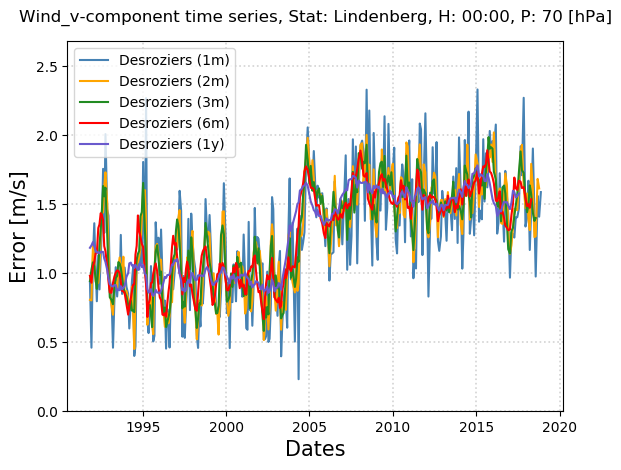 Wind_v-component time series, Stat: Lindenberg, H: 00:00, P: 70 [hPa]
Desroziers (1m)
Desroziers (2m)
Desroziers (3m)
Desroziers (6m)
Desroziers (1y)
Error [m/s]
2.5
2.0
1.5
1.0
0.5
0.0
1995 2000 2005 2010 2015 2020
Dates